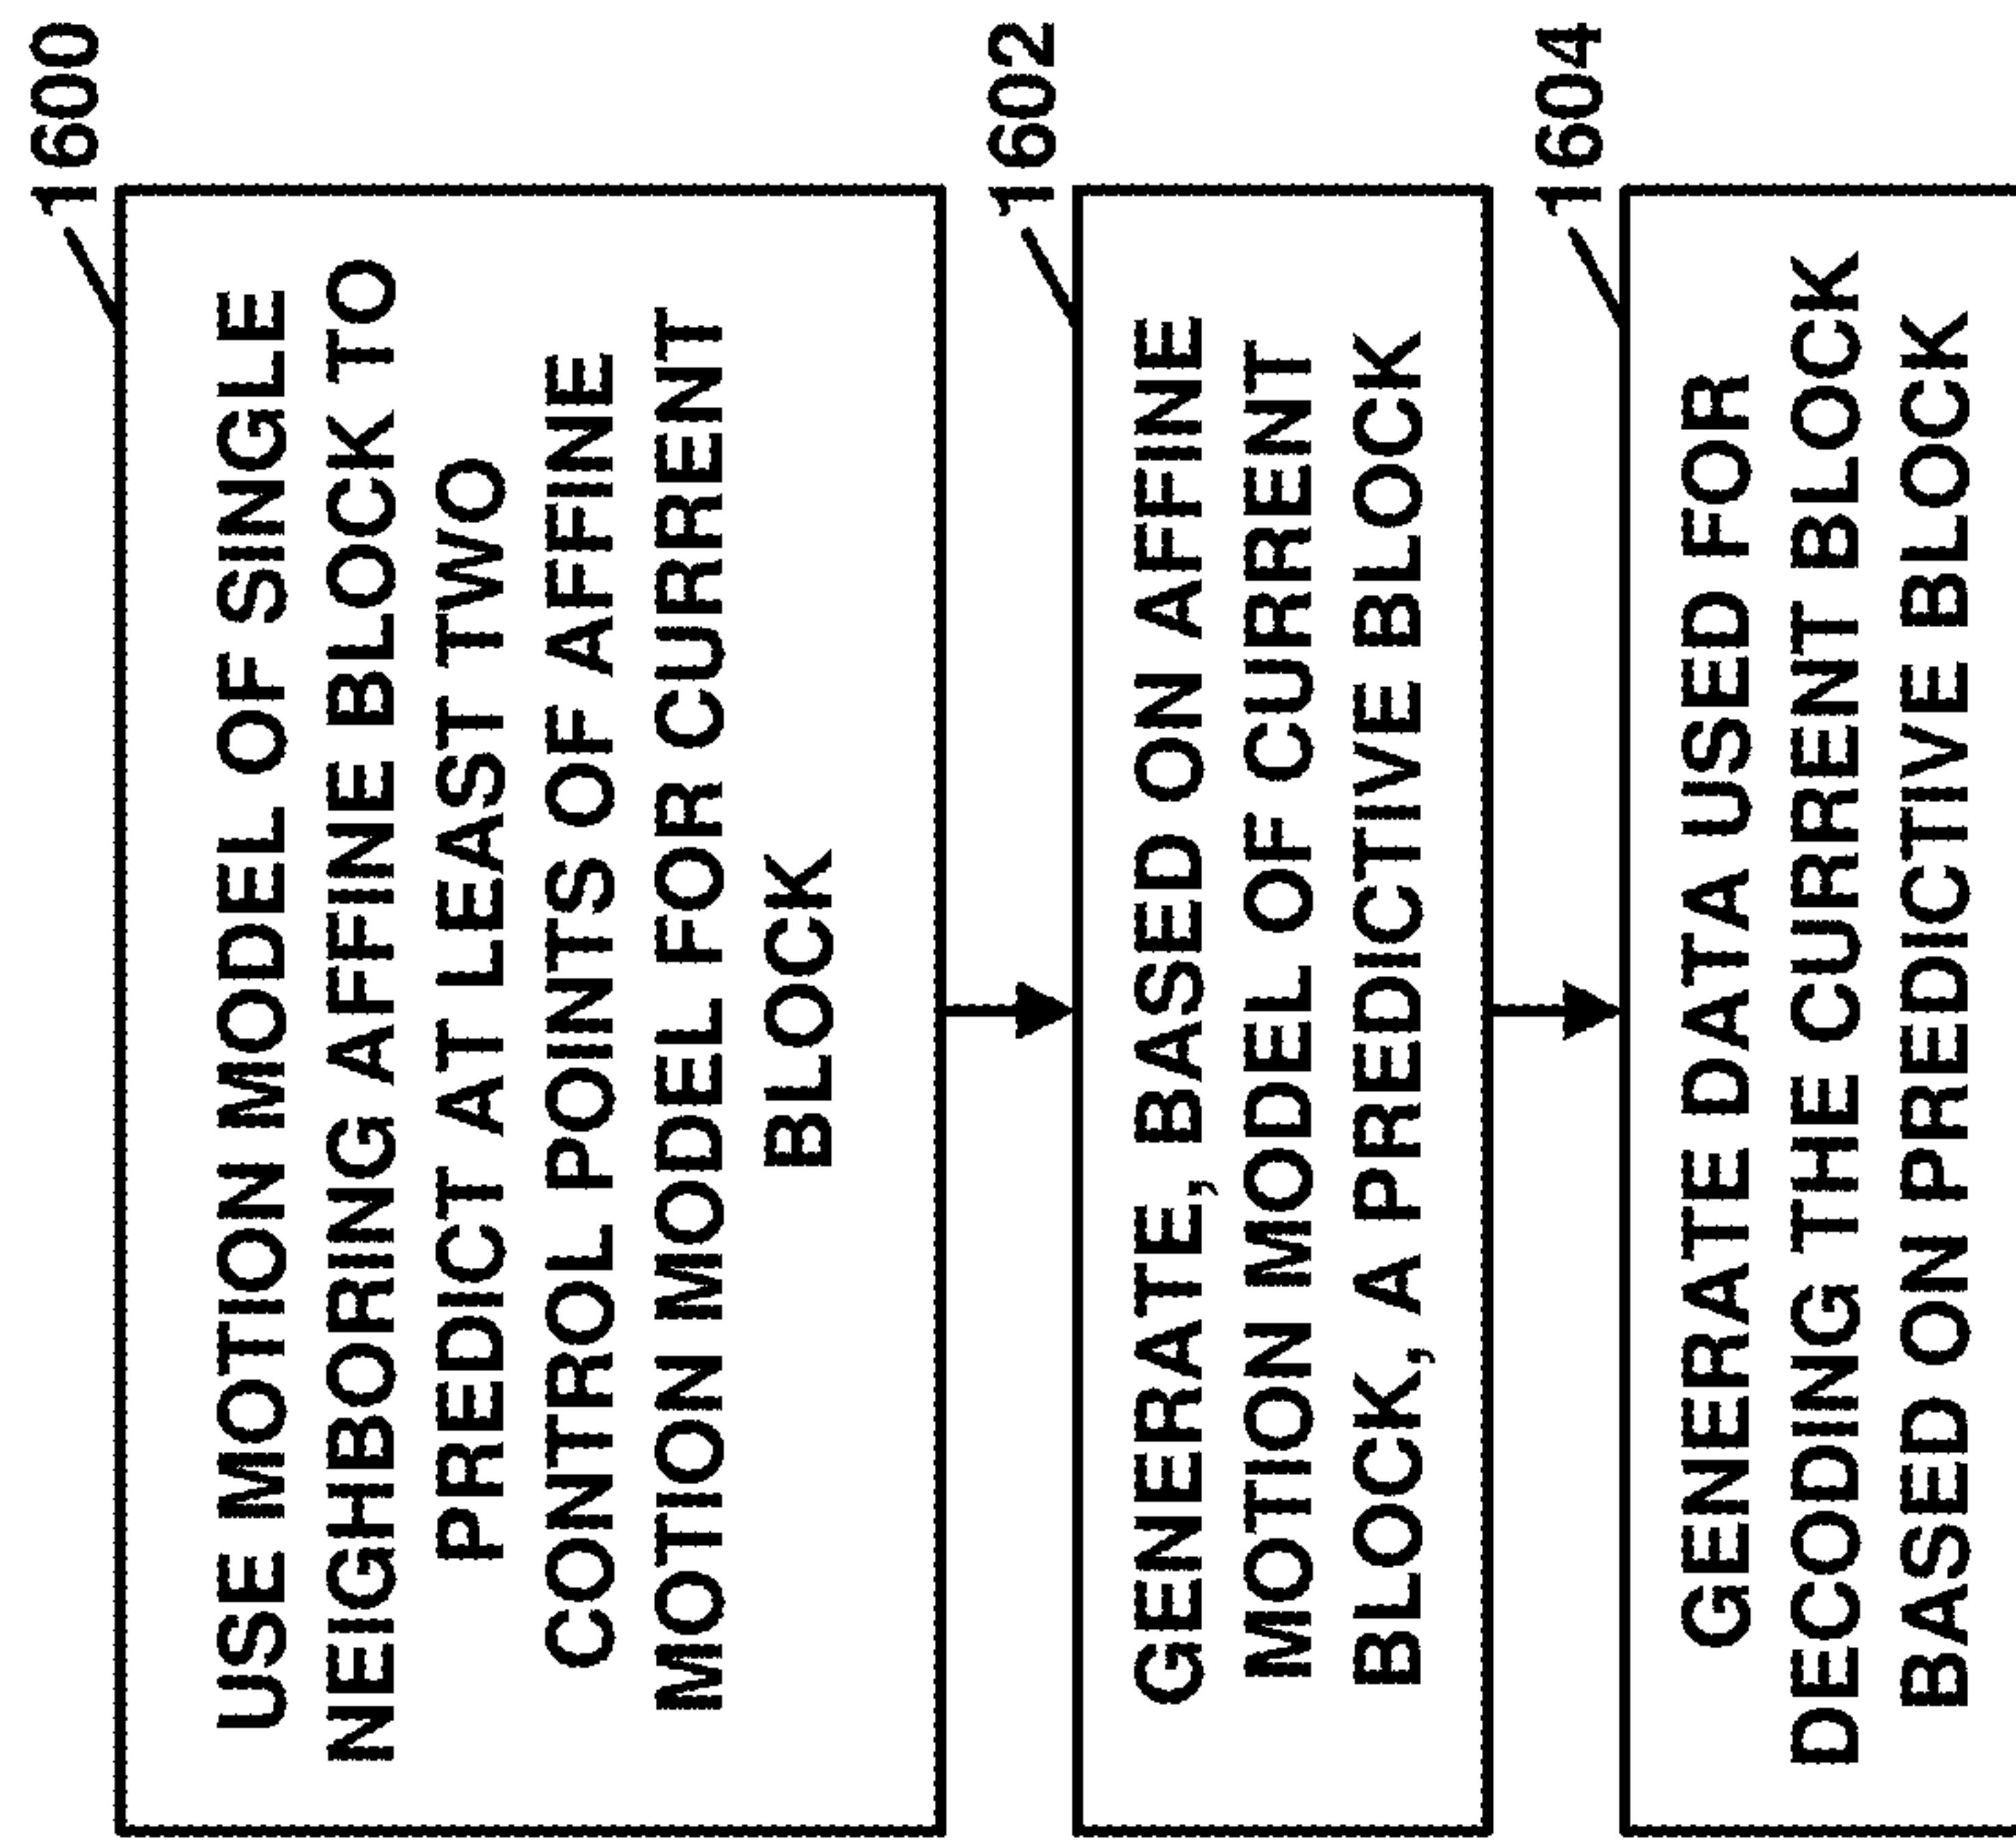 1600
USE MOTION MODEL OF SINGLE
NEIGHBORING AFFINE BLOCK TO
PREDICT AT LEAST TWO
CONTROL POINTS OF AFFINE
MOTION MODEL FOR CURRENT
BLOCK
1602
GENERATE, BASED ON AFFINE
MOTION MODEL OF CURRENT
BLOCK, A PREDICTIVE BLOCK
1604
GENERATE DATA USED FOR
DECODING THE CURRENT BLOCK
BASED ON PREDICTIVE BLOCK